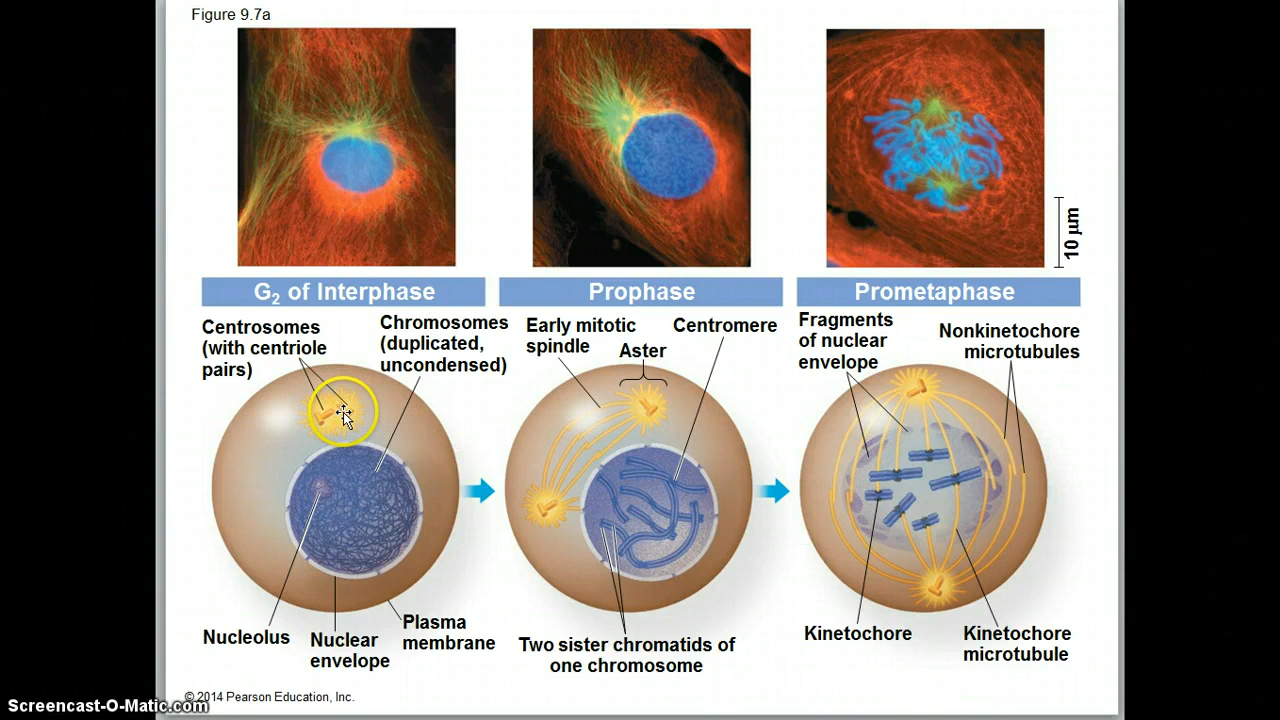 Figure 9.7a
10 µm
G₂ of Interphase
Prophase
Prometaphase
Centrosomes
(with centriole
pairs)
Chromosomes
(duplicated,
uncondensed)
Nucleolus
Nuclear
envelope
Plasma
membrane
Early mitotic
spindle
Aster
Centromere
Two sister chromatids of
one chromosome
Fragments
of nuclear
envelope
Nonkinetochore
microtubules
Kinetochore
Kinetochore
microtubule
© 2014 Pearson Education, Inc.
Screencast-O-Matic.com